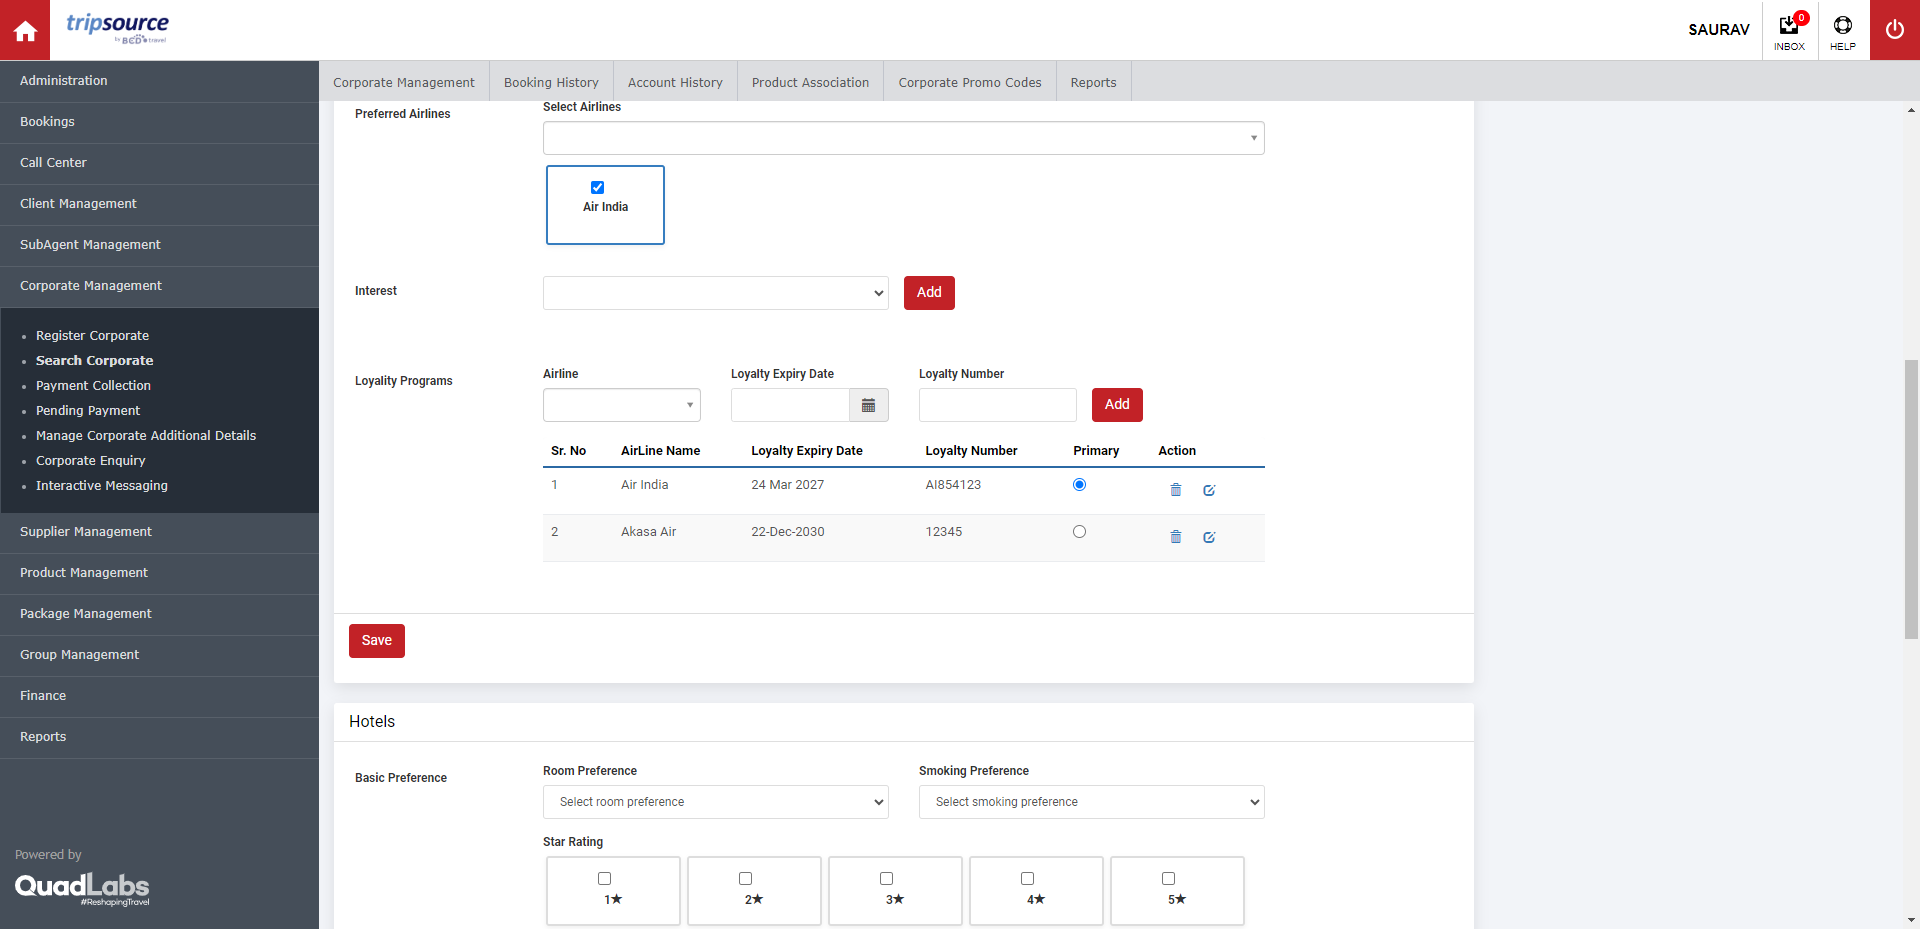 tripsource
by BCD travel
SAURAV
0
INBOX
HELP
Administration
Bookings
Call Center
Client Management
SubAgent Management
Corporate Management
Register Corporate
Search Corporate
Payment Collection
Pending Payment
Manage Corporate Additional Details
Corporate Enquiry
Interactive Messaging
Supplier Management
Product Management
Package Management
Group Management
Finance
Reports
Powered by
QuadLabs
#ReshapingTravel
Corporate Management Booking History Account History Product Association Corporate Promo Codes Reports
Preferred Airlines
Select Airlines
Air India
Interest
Add
Loyality Programs
Airline Loyalty Expiry Date Loyalty Number
Add
Sr. No AirLine Name Loyalty Expiry Date Loyalty Number Primary Action
1 Air India 24 Mar 2027 AI854123
2 Akasa Air 22-Dec-2030 12345
Save
Hotels
Basic Preference
Room Preference Smoking Preference
Select room preference Select smoking preference
Star Rating
1★ 2★ 3★ 4★ 5★